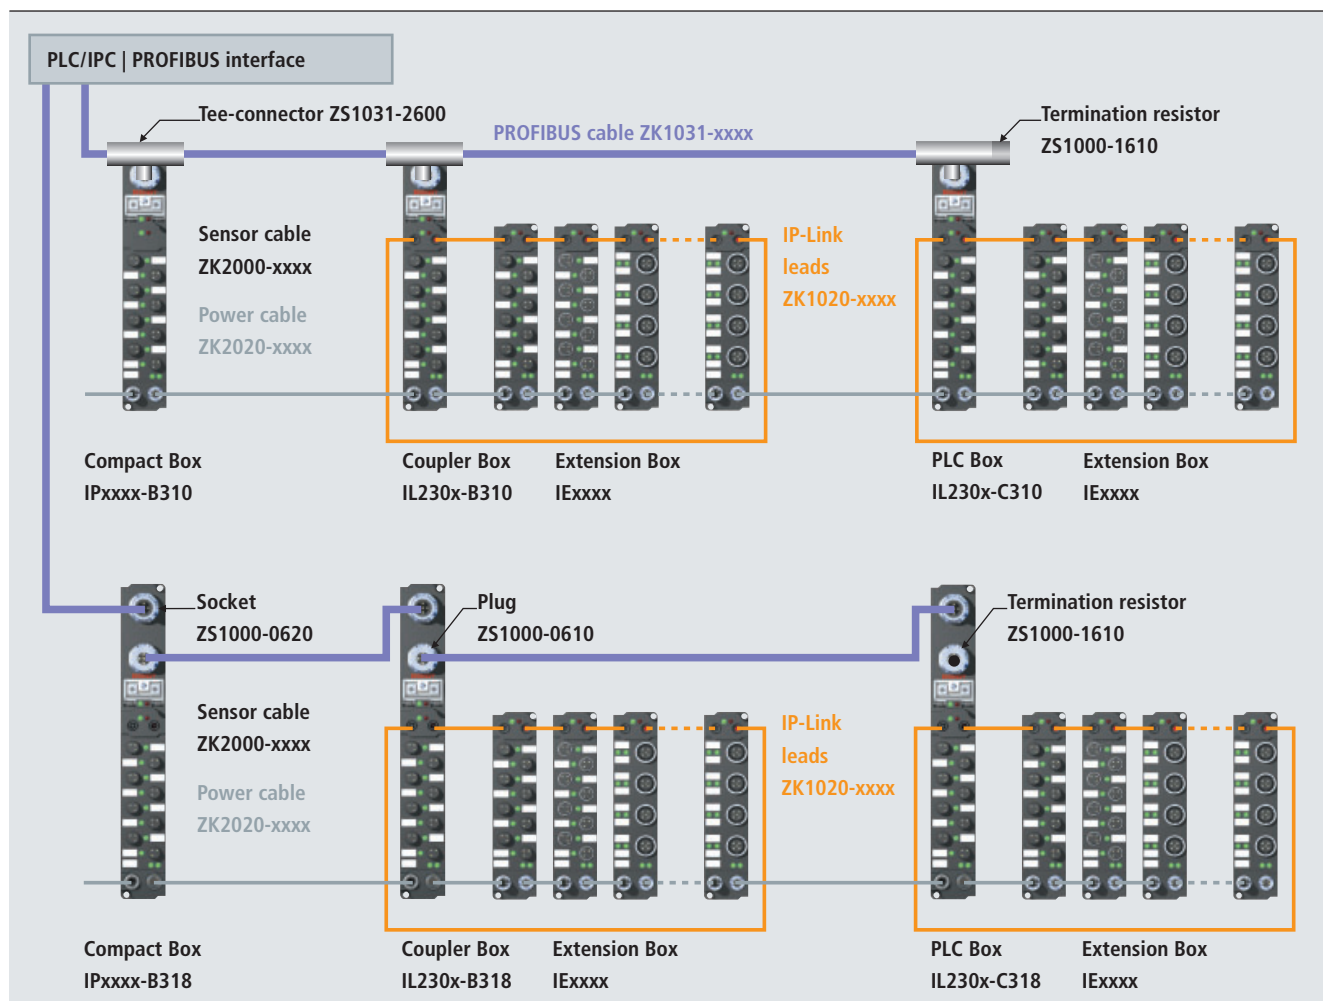 PLC/IPC | PROFIBUS interface
Tee-connector ZS1031-2600
PROFIBUS cable ZK1031-xxxx
Termination resistor
ZS1000-1610
Sensor cable
ZK2000-xxxx
Power cable
ZK2020-xxxx
IP-Link
leads
ZK1020-xxxx
Compact Box
IPxxxx-B310
Coupler Box
IL230x-B310
Extension Box
IExxxx
PLC Box
IL230x-C310
Extension Box
IExxxx
Socket
ZS1000-0620
Plug
ZS1000-0610
Termination resistor
ZS1000-1610
Sensor cable
ZK2000-xxxx
Power cable
ZK2020-xxxx
IP-Link
leads
ZK1020-xxxx
Compact Box
IPxxxx-B318
Coupler Box
IL230x-B318
Extension Box
IExxxx
PLC Box
IL230x-C318
Extension Box
IExxxx